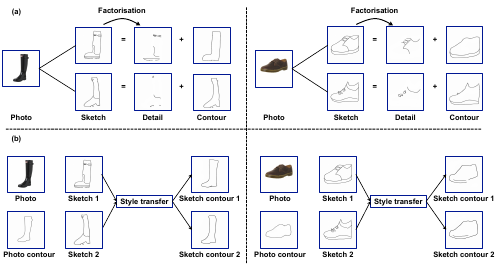 (a)
Factorisation
Factorisation
=
+
=
+
=
+
=
+
Photo
Sketch
Detail
Contour
Photo
Sketch
Detail
Contour
(b)
Photo
Sketch 1
Style transfer
Sketch contour 1
Photo
Sketch 1
Style transfer
Sketch contour 1
Photo contour
Sketch 2
Sketch contour 2
Photo contour
Sketch 2
Sketch contour 2